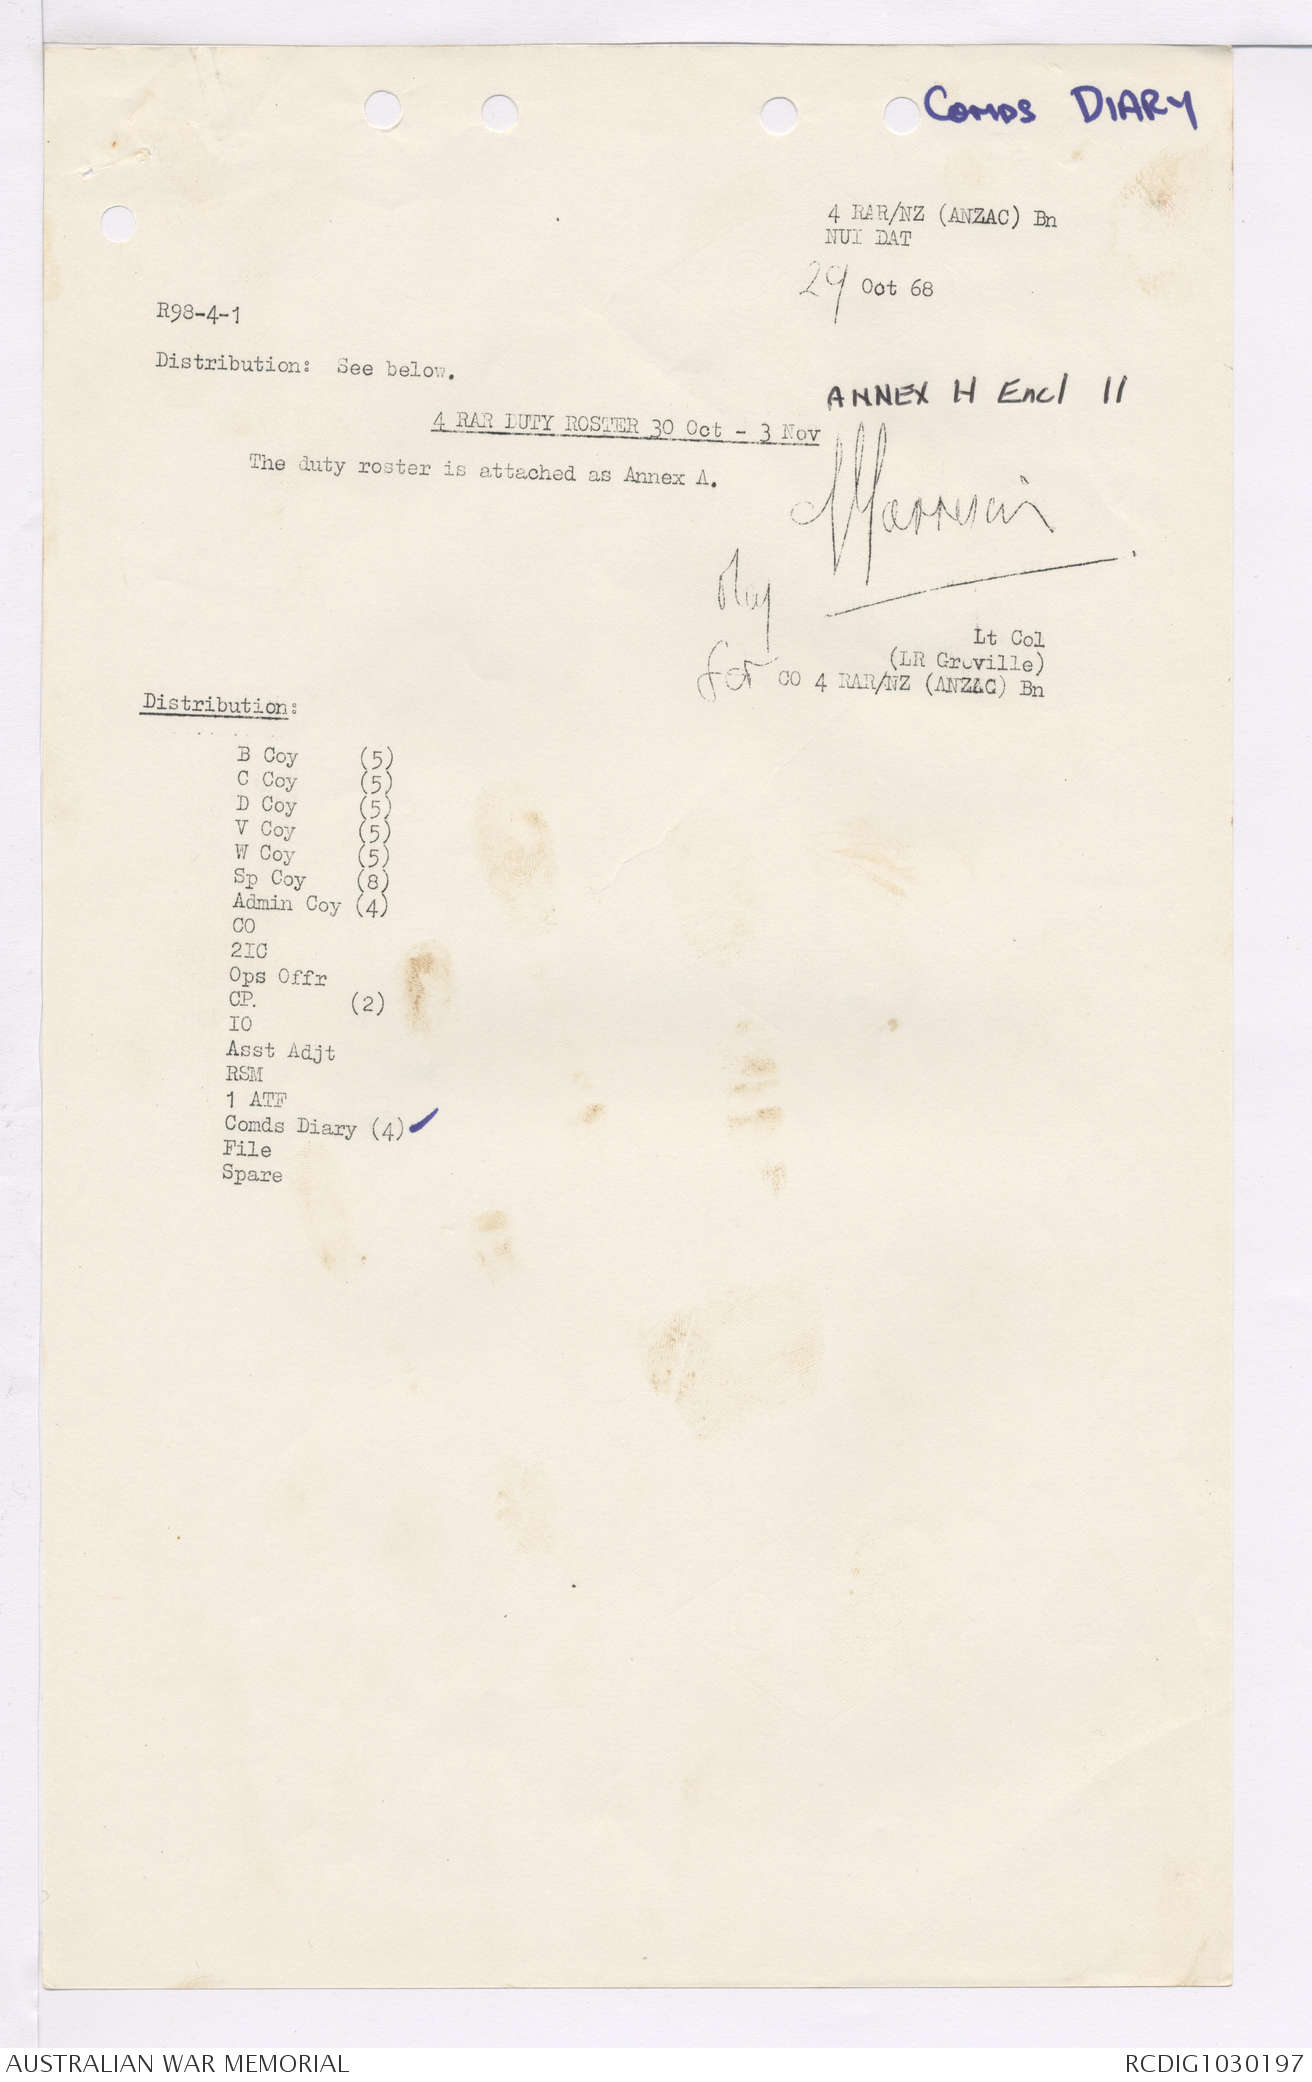 COMDS DIARY
4 RAR/NZ (ANZAC) Bn
NUI DAT
29 Oct 68
R98-4-1
Distribution: See below.
ANNEX H Encl 11
4 RAR DUTY ROSTER 30 Oct - 3 Nov
The duty roster is attached as Annex A.
Lt Col
(LR Greville)
for CO 4 RAR/NZ (ANZAC) Bn
Distribution:
B Coy (5)
C Coy (5)
D Coy (5)
V Coy (5)
W Coy (5)
Sp Coy (8)
Admin Coy (4)
CO
2IC
Ops Offr
CP. (2)
IO
Asst Adjt
RSM
1 ATF
Comds Diary (4)
File
Spare
AUSTRALIAN WAR MEMORIAL
RCDIG1030197